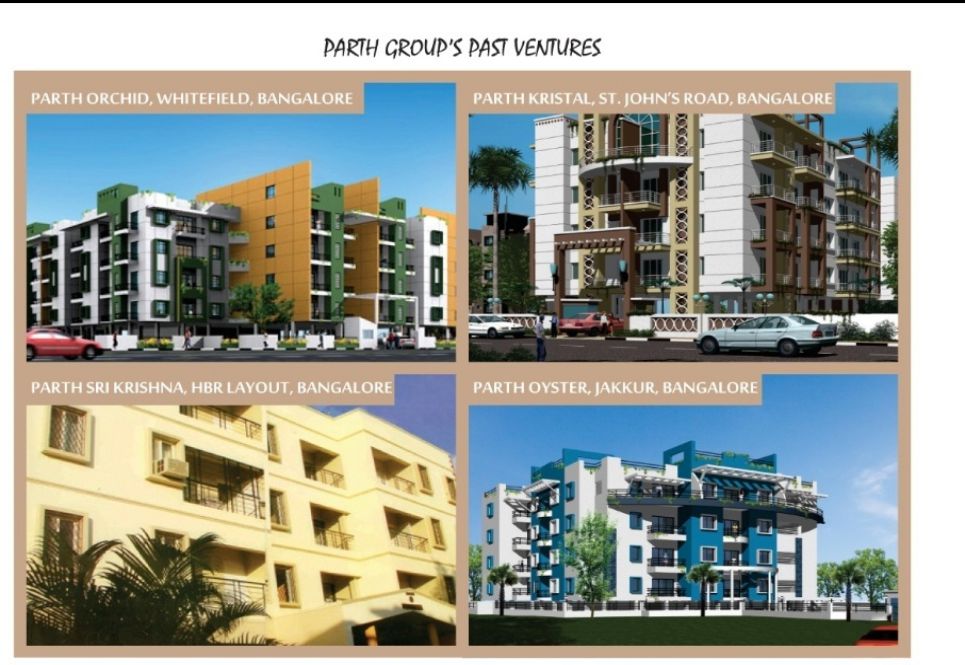 PARTH GROUP'S PAST VENTURES
PARTH ORCHID, WHITEFIELD, BANGALORE
PARTH KRISTAL, ST. JOHN'S ROAD, BANGALORE
PARTH SRI KRISHNA, HBR LAYOUT, BANGALORE
PARTH OYSTER, JAKKUR, BANGALORE